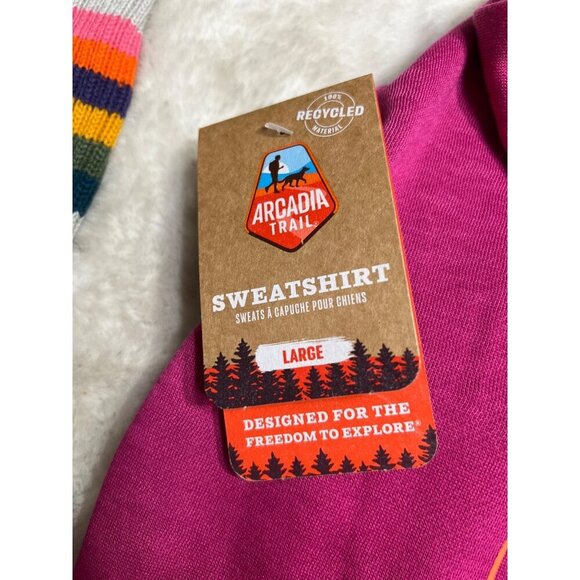 100%
RECYCLED
MATERIAL
ARCADIA
TRAIL®
SWEATSHIRT
SWEATS À CAPUCHE POUR CHIENS
LARGE
DESIGNED FOR THE
FREEDOM TO EXPLORE®